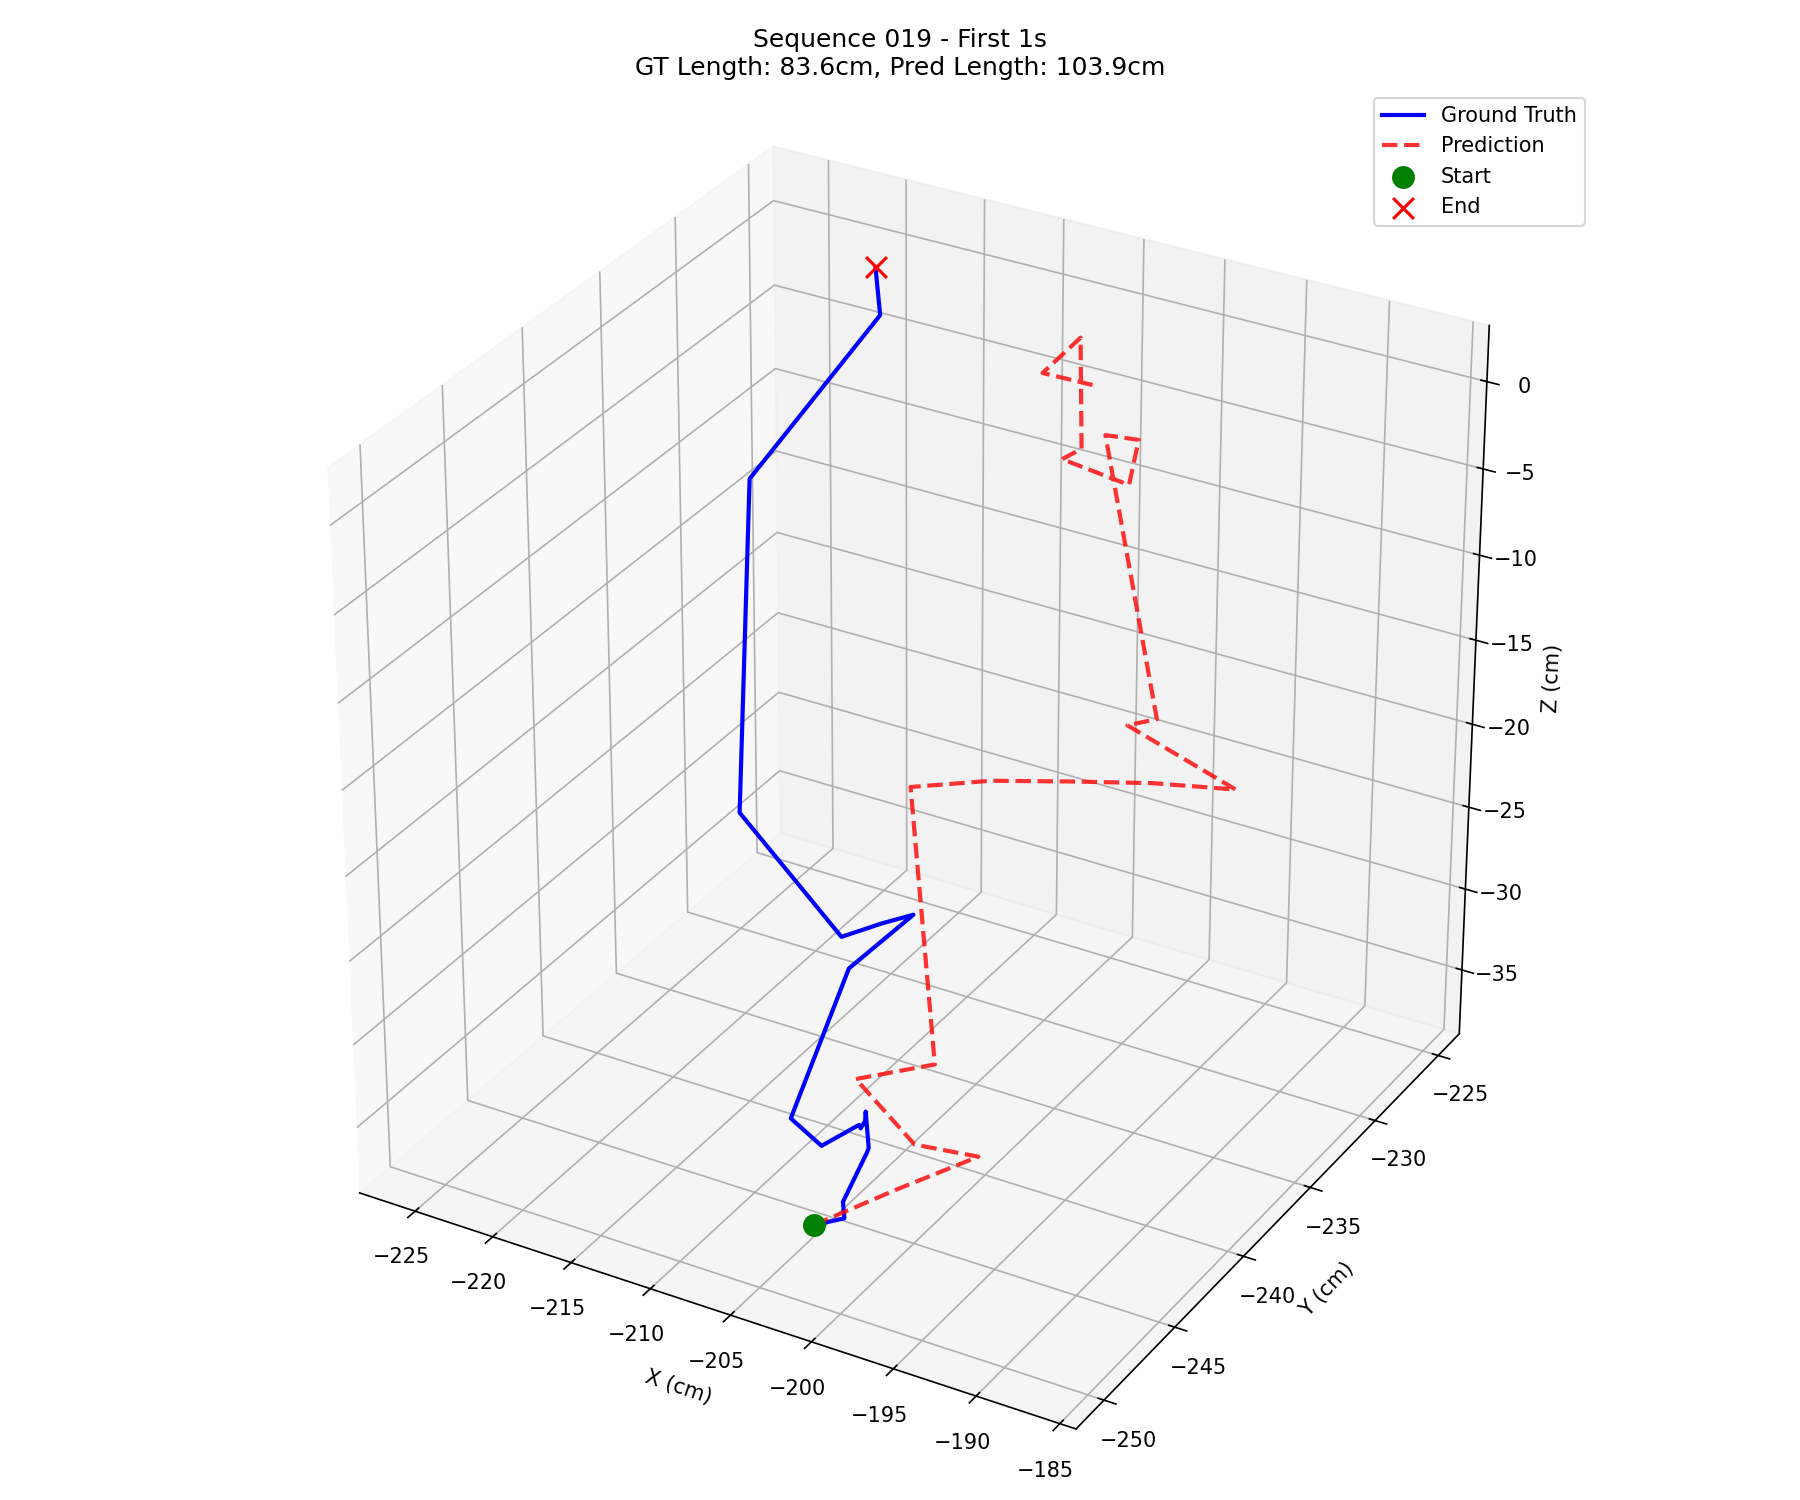 Sequence 019 - First 1s
GT Length: 83.6cm, Pred Length: 103.9cm
Ground Truth
Prediction
Start
End
0
−5
−10
−15
−20
−25
−30
−35
Z (cm)
−225
−230
−235
−240
−245
−250
Y (cm)
−225
−220
−215
−210
−205
−200
−195
−190
−185
X (cm)